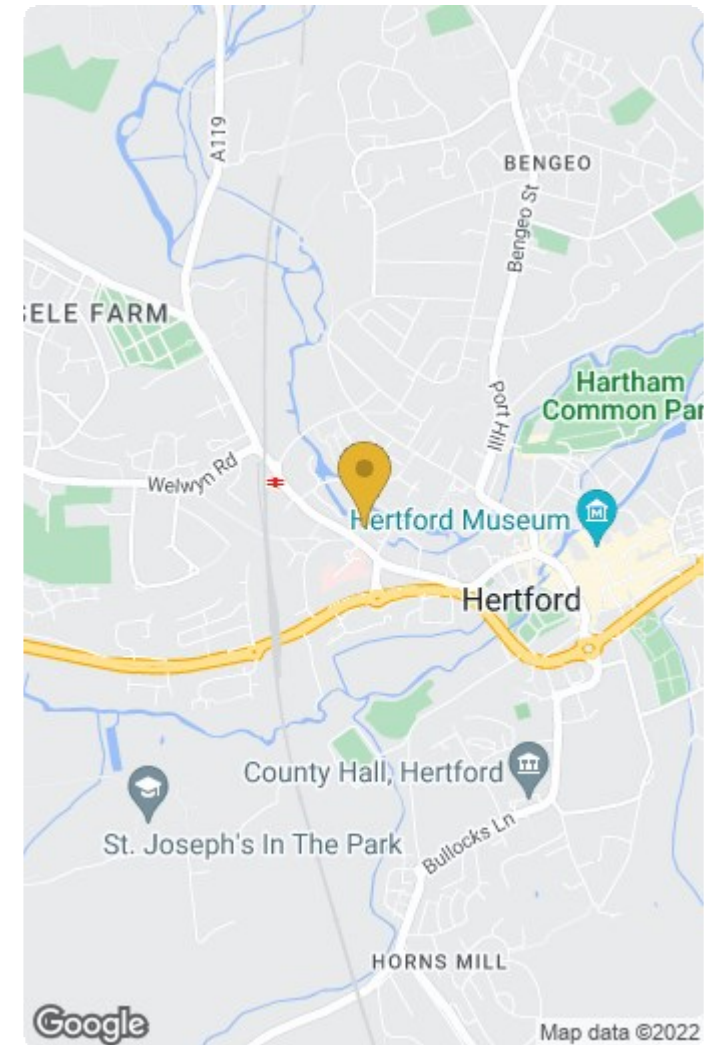 A119
BENGEO
Bengeo St
SELE FARM
Hartham
Common Par
Port Hill
Welwyn Rd
Hertford Museum
M
Hertford
County Hall, Hertford
St. Joseph's In The Park
Bullocks Ln
HORNS MILL
Google
Map data ©2022